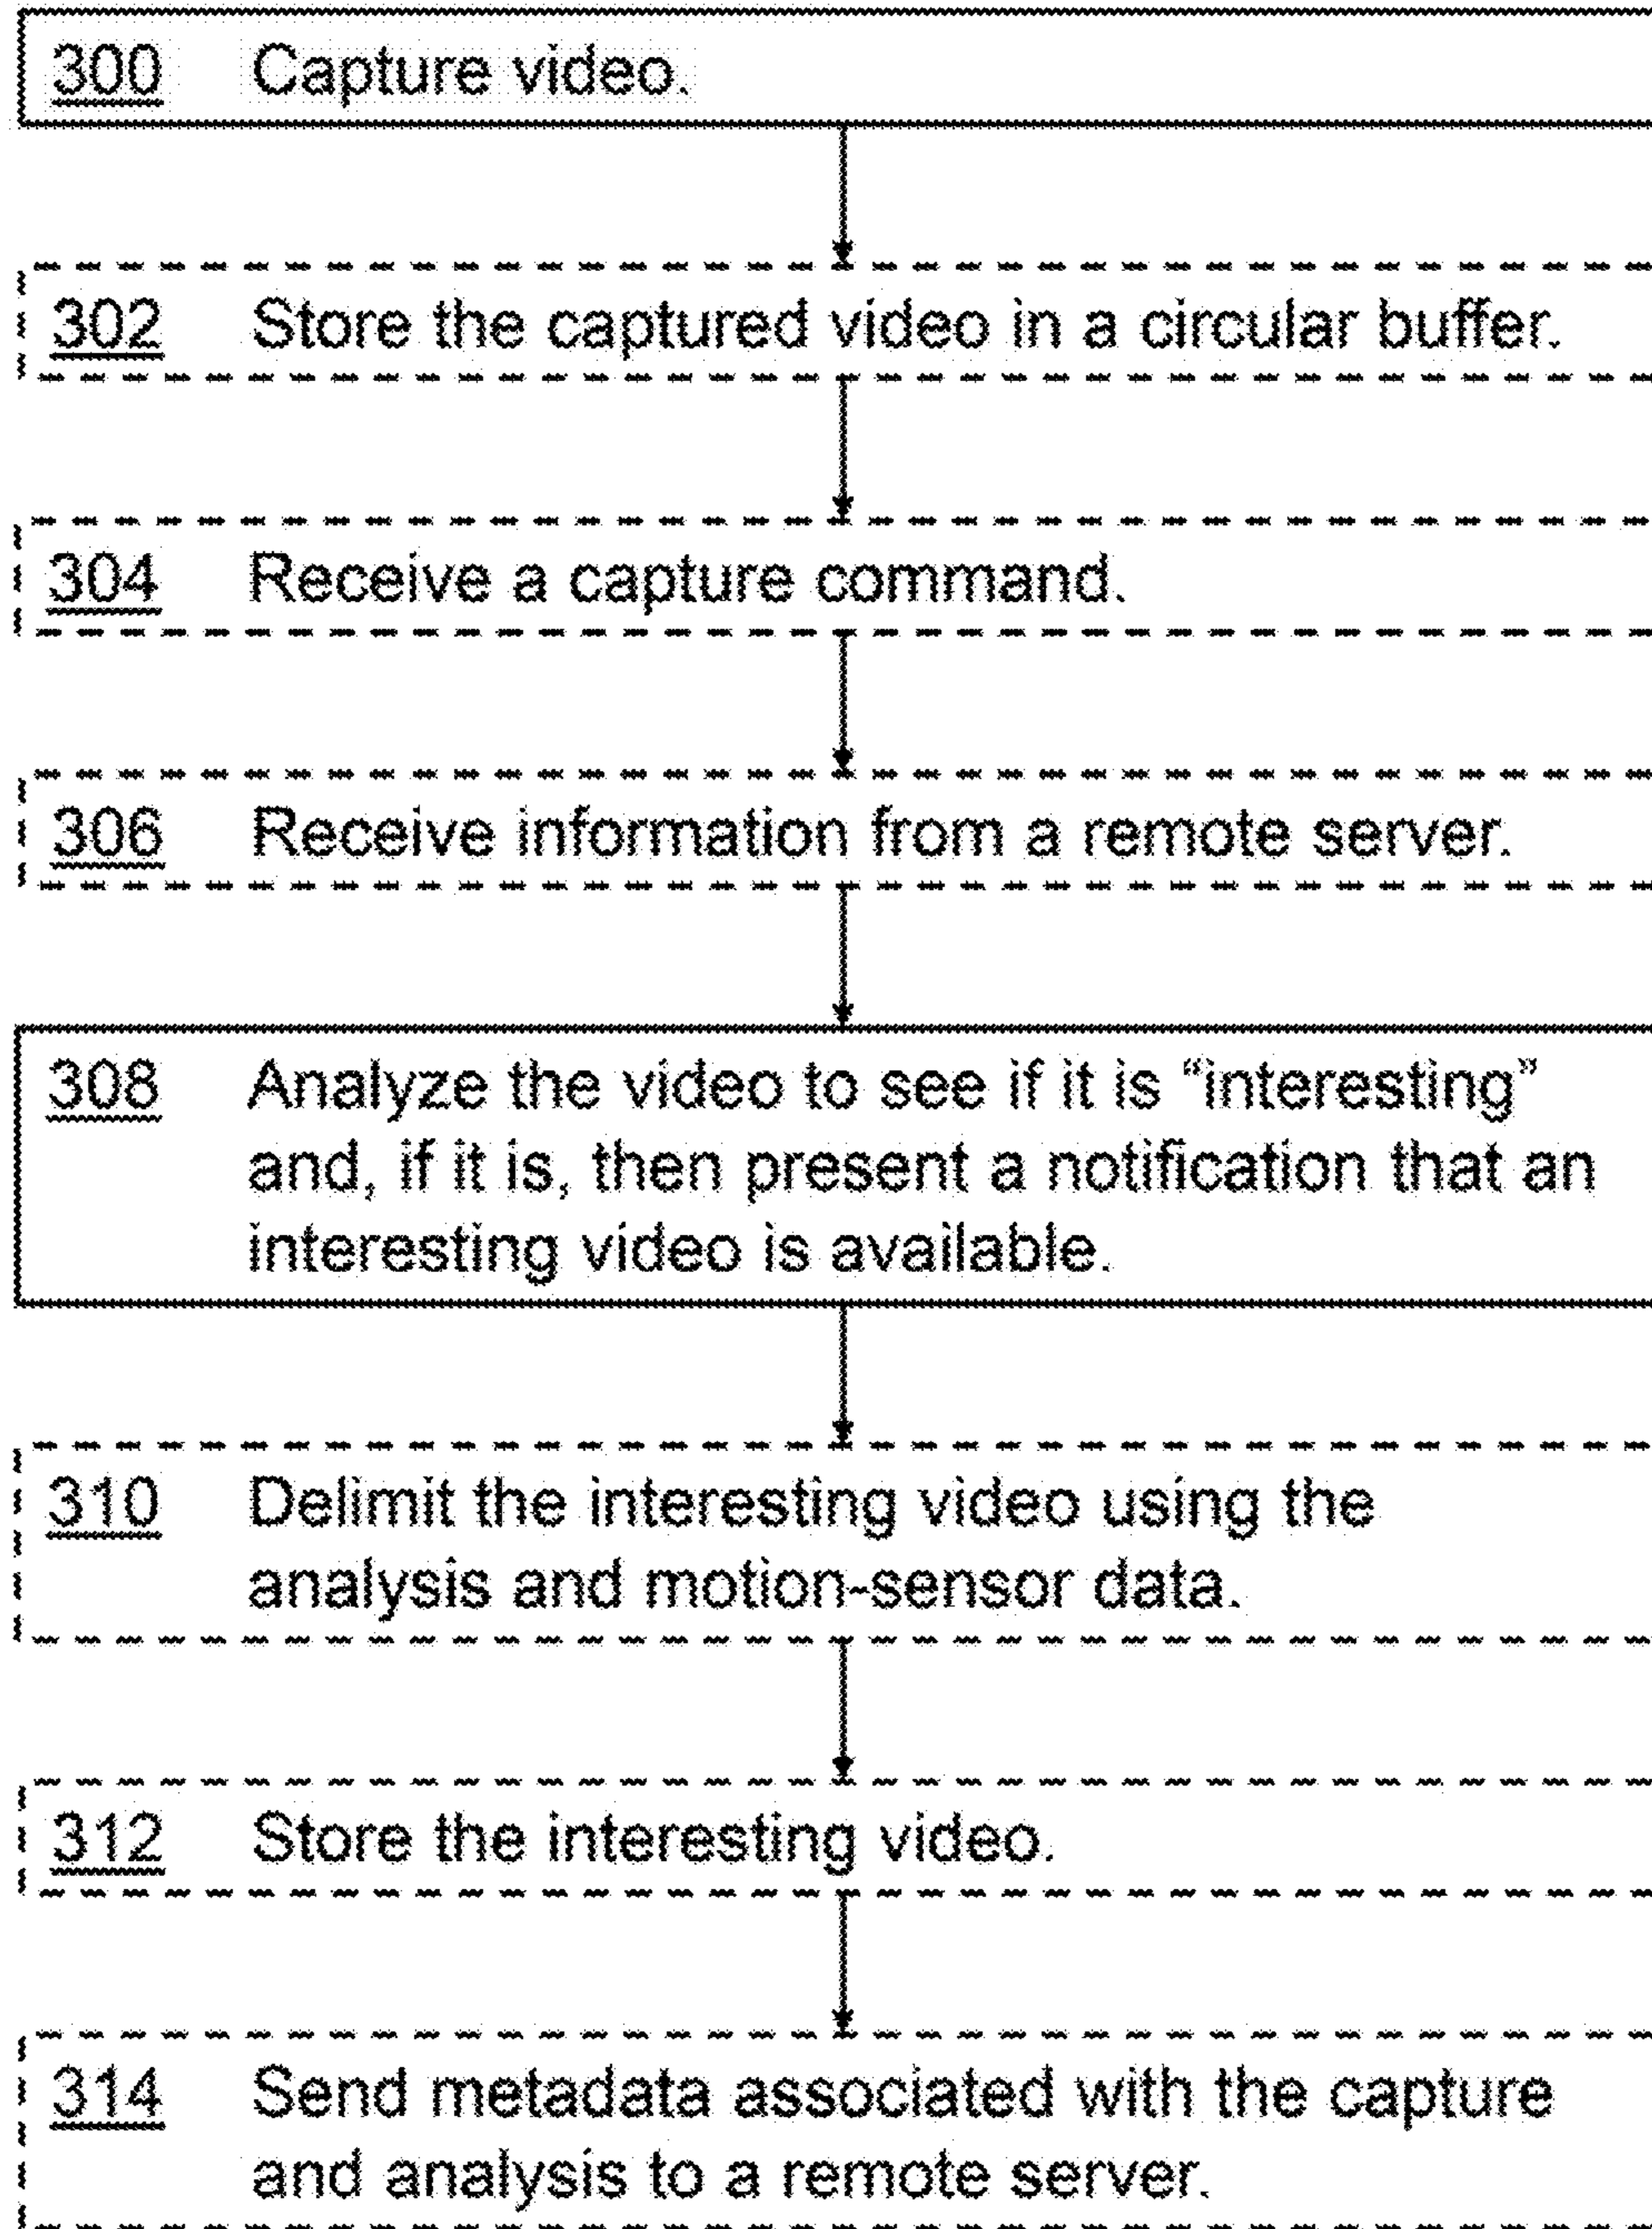 300 Capture video.
302 Store the captured video in a circular buffer.
304 Receive a capture command.
306 Receive information from a remote server.
308 Analyze the video to see if it is “interesting”
and, if it is, then present a notification that an
interesting video is available.
310 Delimit the interesting video using the
analysis and motion-sensor data.
312 Store the interesting video.
314 Send metadata associated with the capture
and analysis to a remote server.